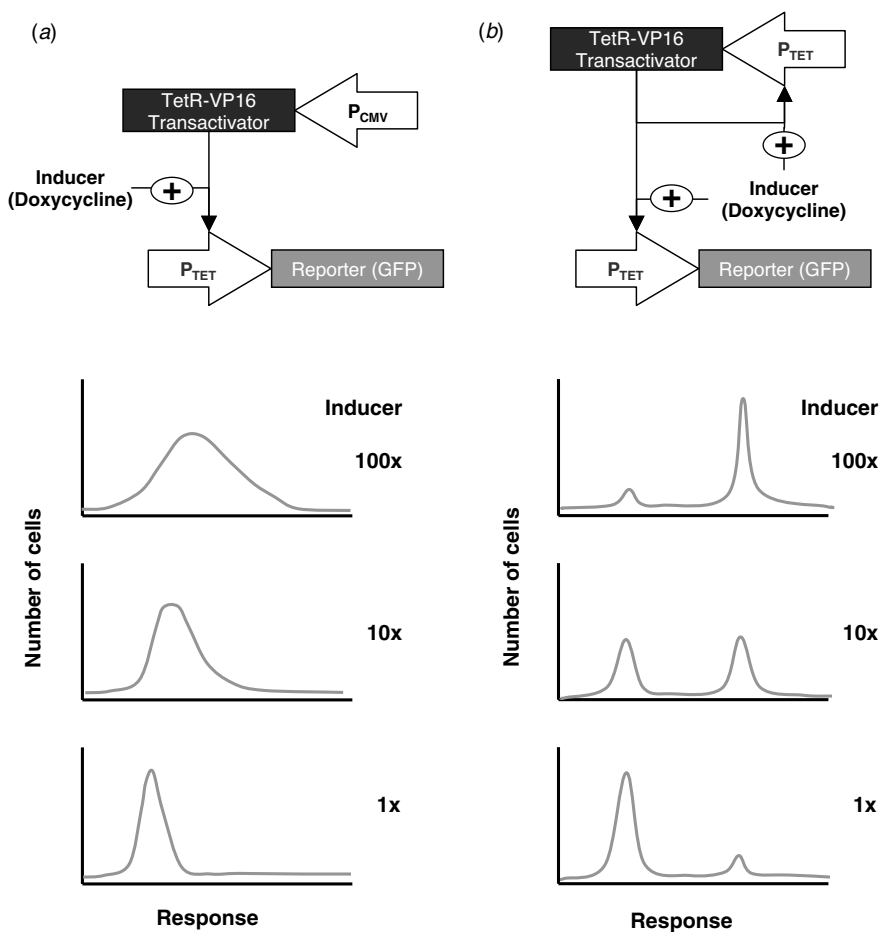 (a)
TetR-VP16
Transactivator
PCMV
Inducer
(Doxycycline)
+
PTET
Reporter (GFP)
(b)
TetR-VP16
Transactivator
PTET
+
+
Inducer
(Doxycycline)
PTET
Reporter (GFP)
Number of cells
Inducer
100x
10x
1x
Response
Number of cells
Inducer
100x
10x
1x
Response